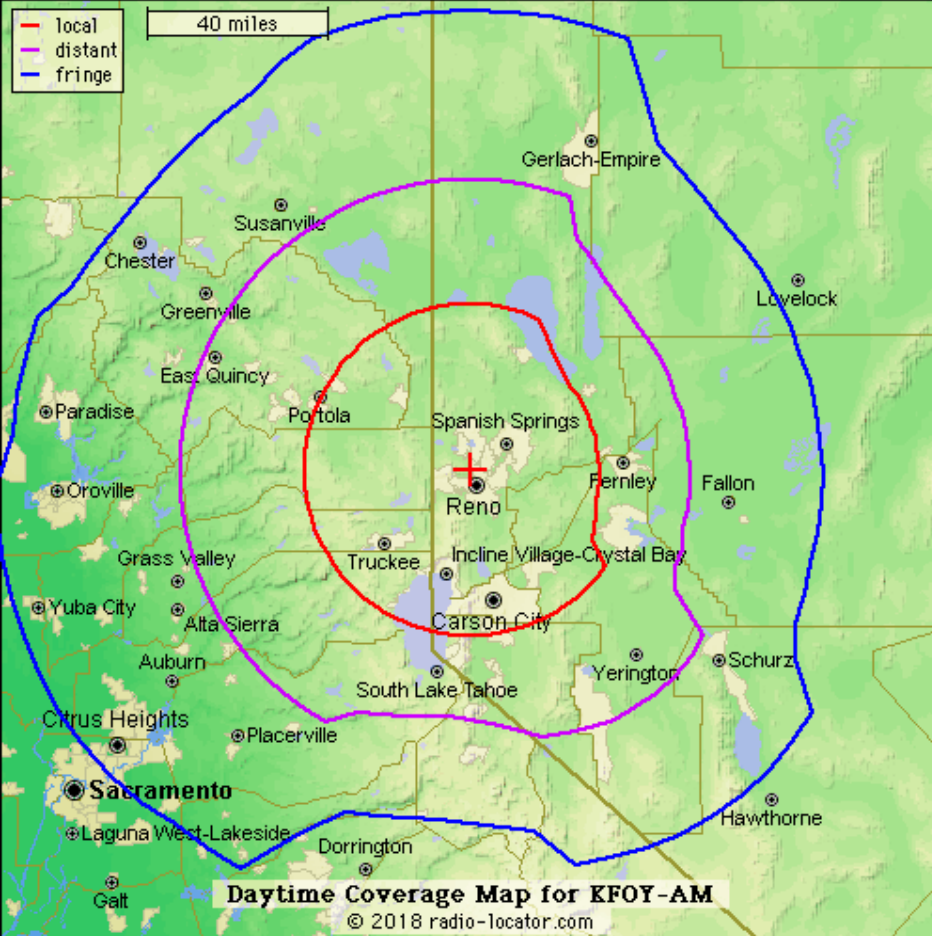 local
distant
fringe
40 miles
Gerlach-Empire
Susanville
Chester
Lovelock
Greenville
East Quincy
Paradise
Portola
Spanish Springs
Fernley
Fallon
Oroville
Reno
Grass Valley
Truckee
Incline Village-Crystal Bay
Yuba City
Alta Sierra
Carson City
Auburn
Yerington
Schurz
South Lake Tahoe
Citrus Heights
Placerville
Sacramento
Hawthorne
Laguna West-Lakeside
Dorrington
Galt
Daytime Coverage Map for KFOY-AM
© 2018 radio-locator.com